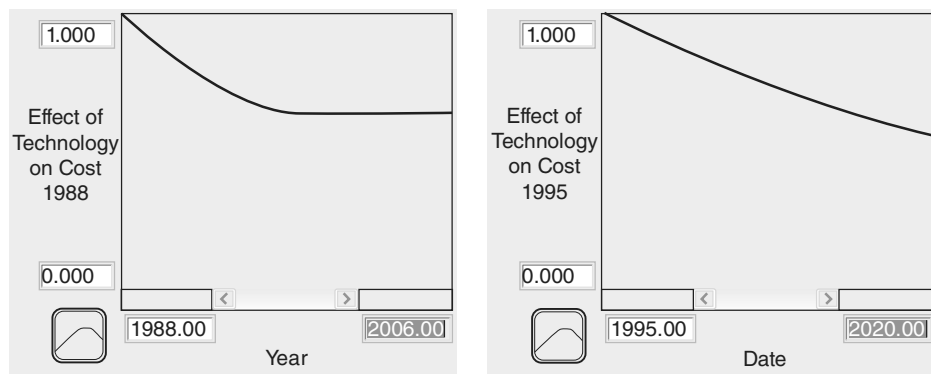 1.000
Effect of
Technology
on Cost
1988
0.000
1988.00
2006.00
Year
1.000
Effect of
Technology
on Cost
1995
0.000
1995.00
2020.00
Date